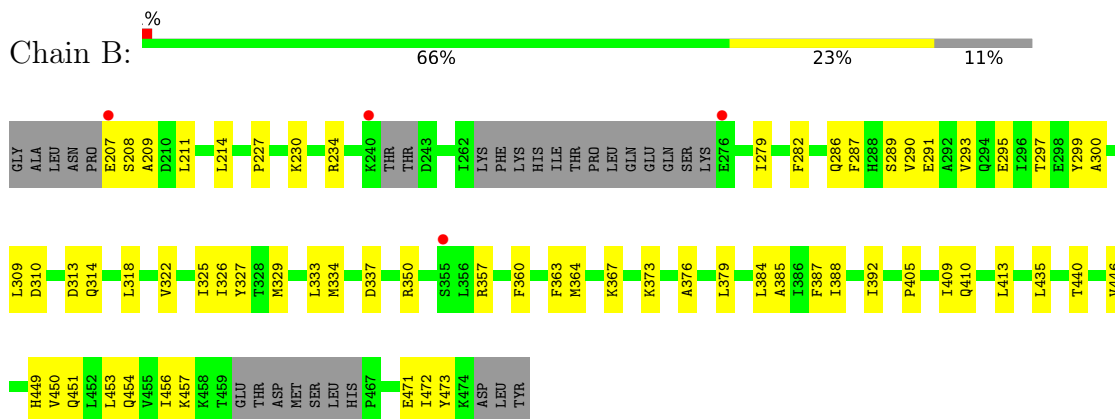 %
Chain B:
66% 23% 11%
GLY ALA LEU ASN PRO E207 S208 A209 D210 L211 L214 P227 K230 R234 K240 THR THR D243 I262 LYS PHE LYS HIS ILE THR PRO LEU GLN GLU GLN SER LYS E276 I279 F282 Q286 F287 H288 S289 V290 E291 A292 V293 Q294 E295 I296 T297 E298 Y299 A300
L309 D310 D313 Q314 L318 V322 I325 I326 Y327 T328 M329 L333 M334 D337 R350 S355 L356 R357 F360 F363 M364 K367 K373 A376 L379 L384 A385 I386 F387 I388 I392 P405 I409 Q410 L413 L435 T440 V446
H449 V450 Q451 L452 L453 Q454 V455 I456 K457 K458 T459 GLU THR ASP MET SER LEU HIS P467 E471 I472 Y473 K474 ASP LEU TYR